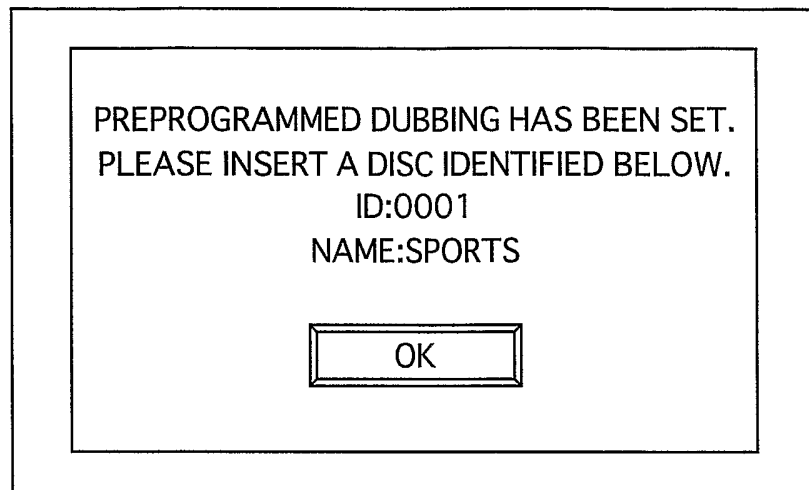 PREPROGRAMMED DUBBING HAS BEEN SET.
PLEASE INSERT A DISC IDENTIFIED BELOW.
ID:0001
NAME:SPORTS
OK